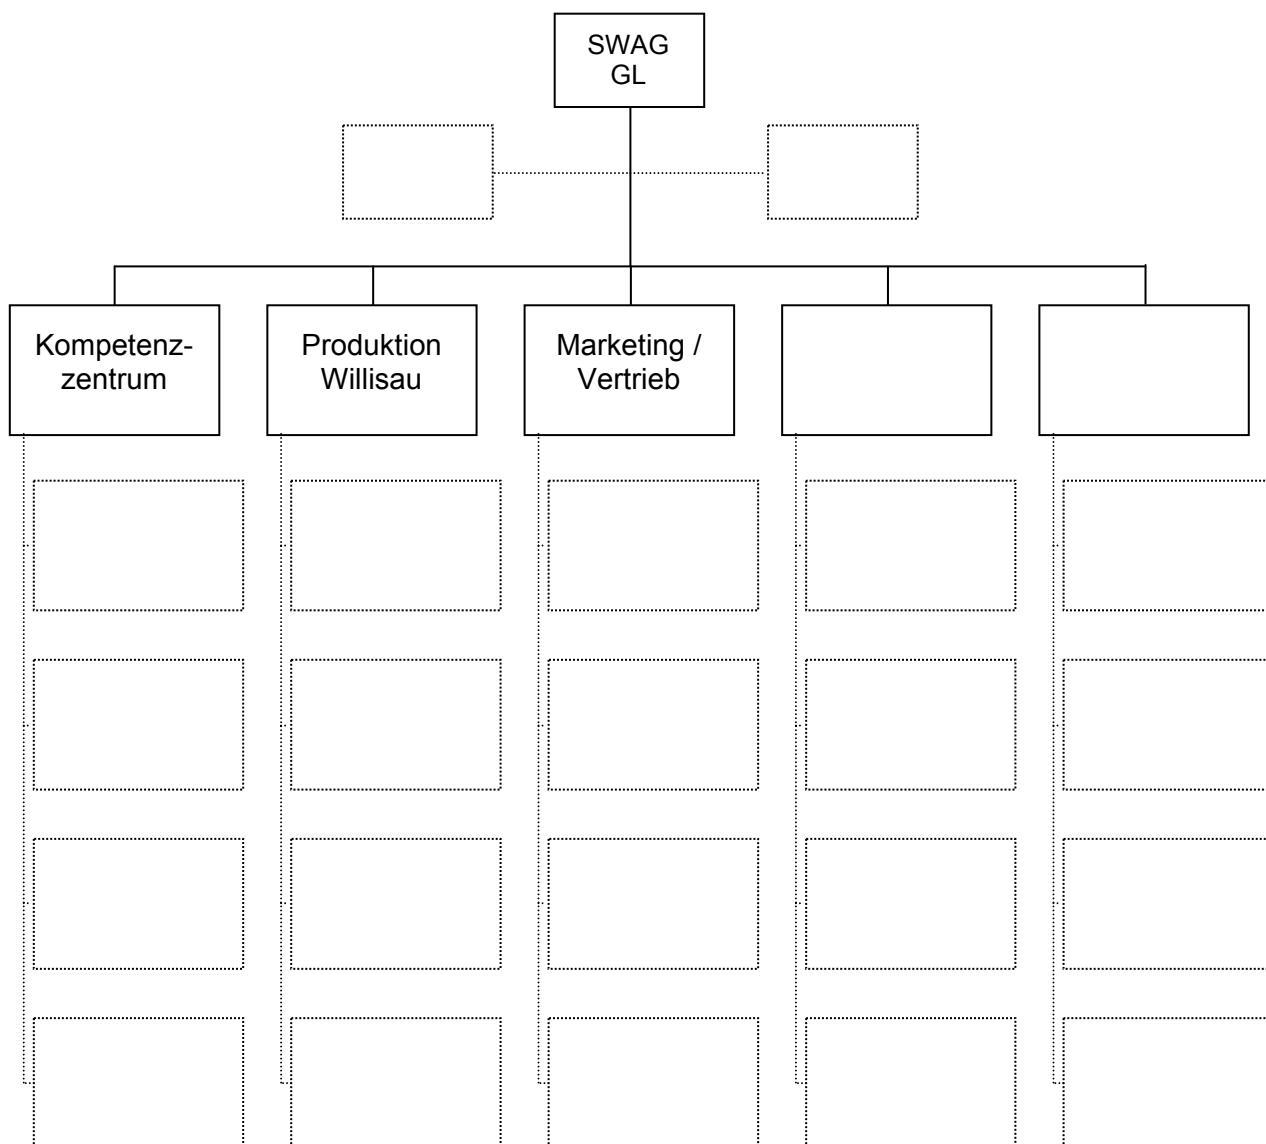 SWAG
GL
Kompetenz-
zentrum
Produktion
Willisau
Marketing /
Vertrieb